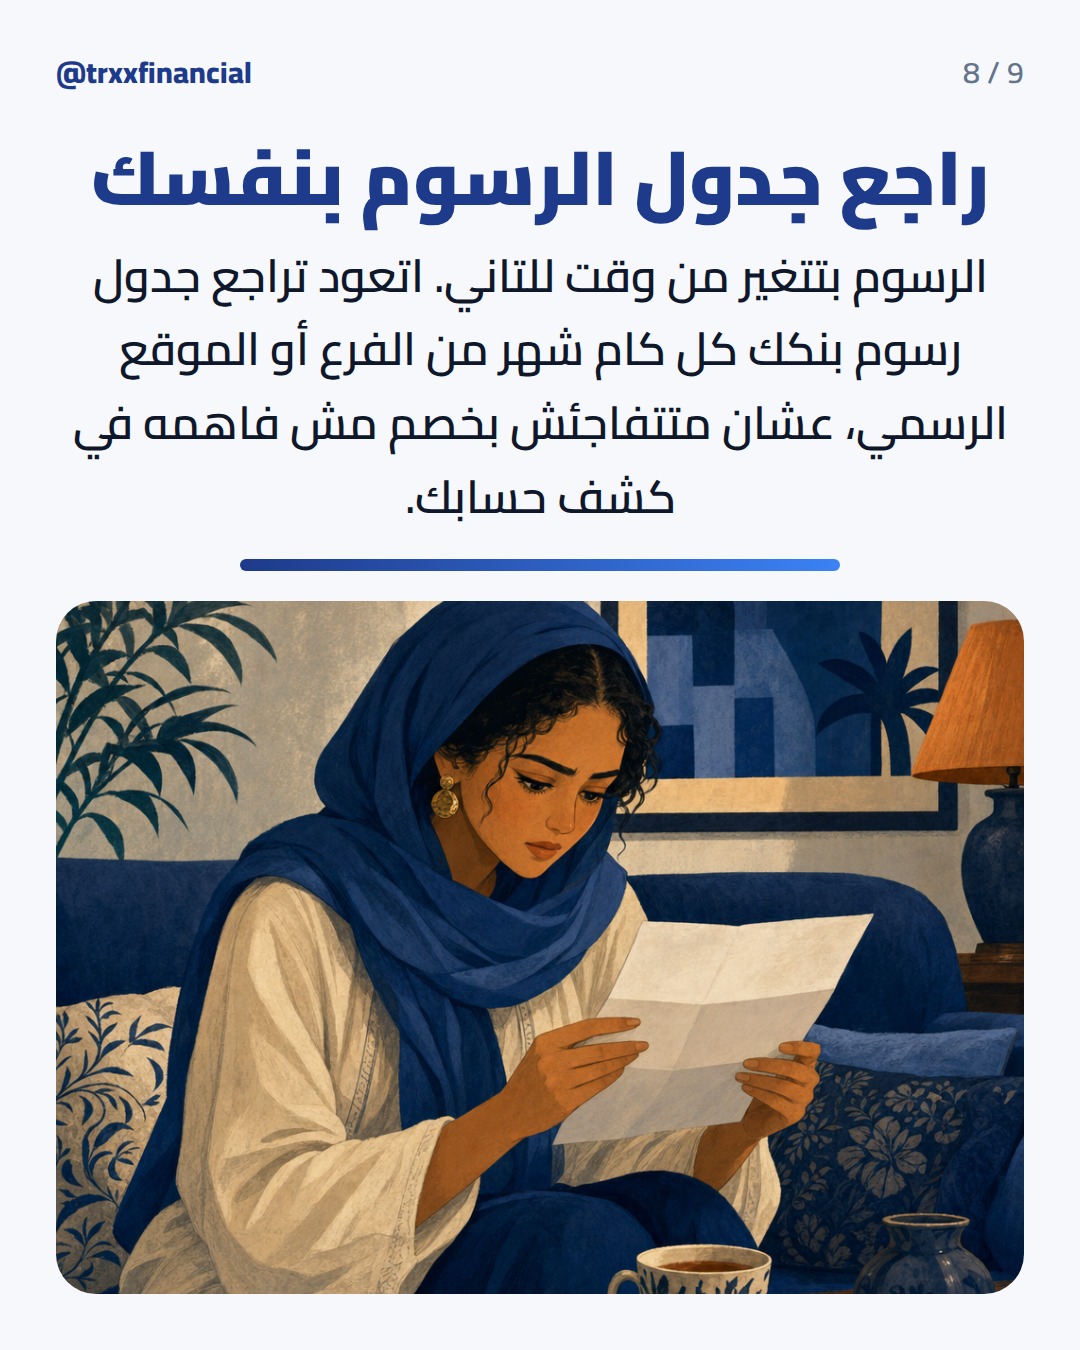 @trxxfinancial
8 / 9
راجع جدول الرسوم بنفسك
الرسوم بتتغير من وقت للتاني. اتعود تراجع جدول
رسوم بنكك كل كام شهر من الفرع أو الموقع
الرسمي، عشان متتفاجئش بخصم مش فاهمه في
كشف حسابك.